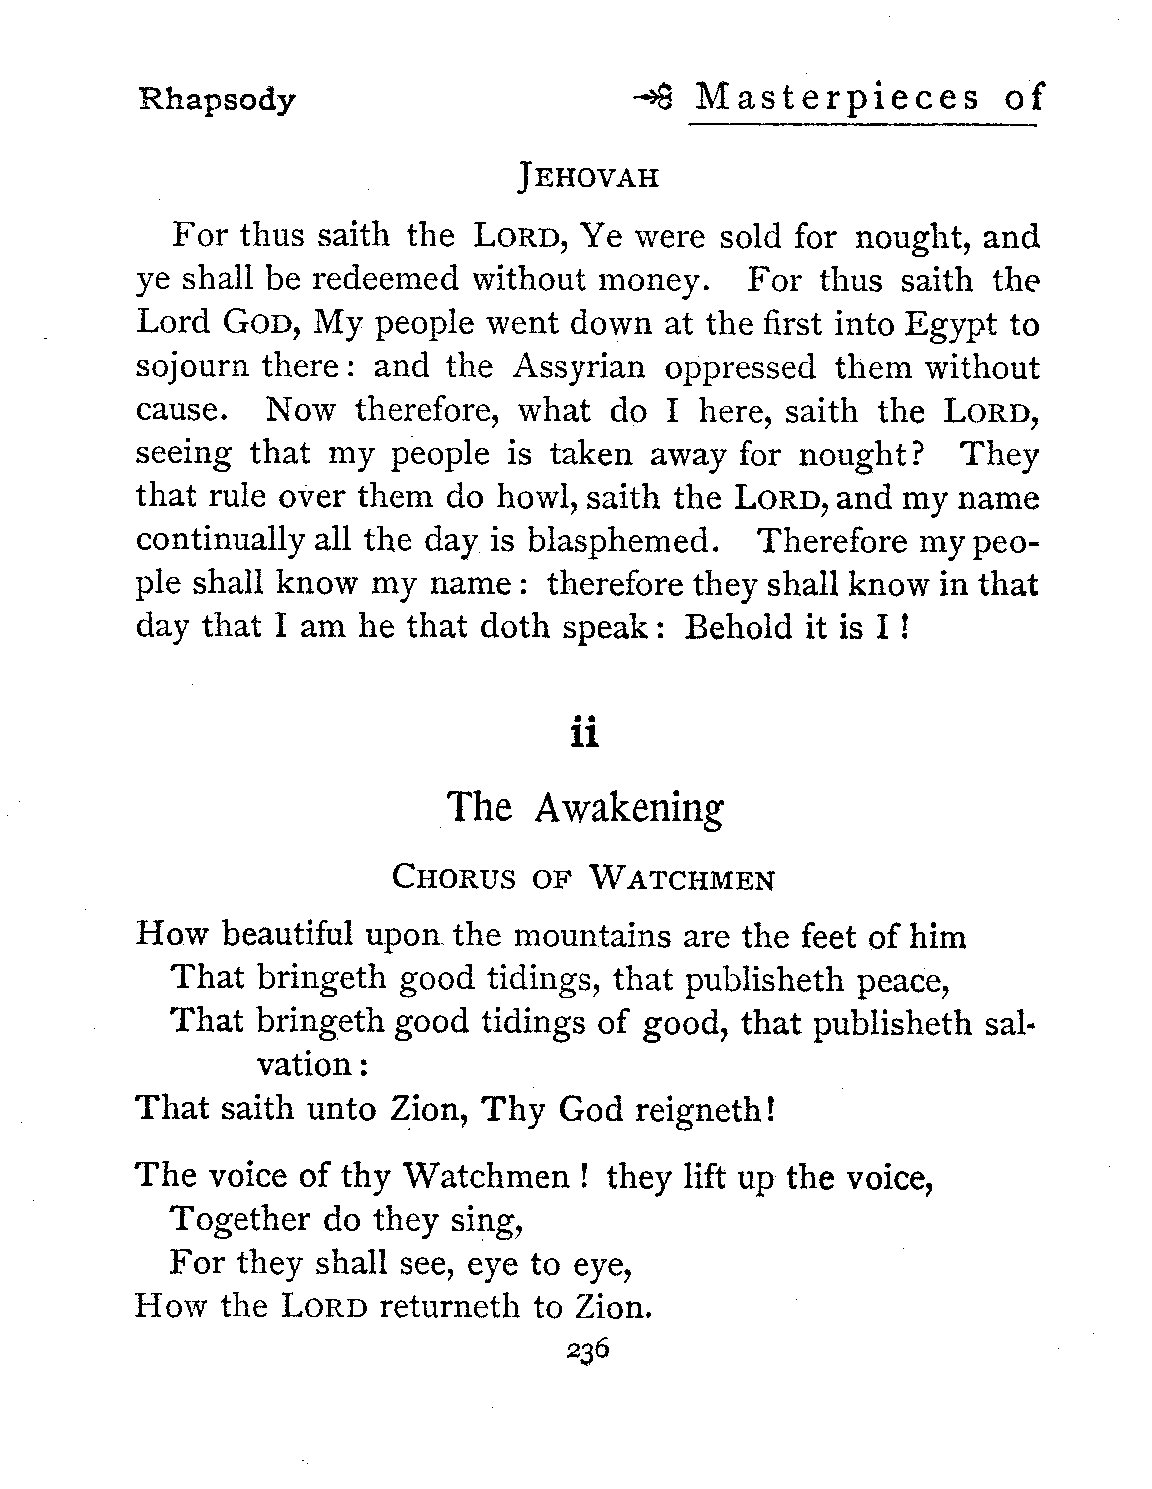 Rhapsody Masterpieces of
JEHOVAH
For thus saith the LORD, Ye were sold for nought, and
ye shall be redeemed without money. For thus saith the
Lord GOD, My people went down at the first into Egypt to
sojourn there: and the Assyrian oppressed them without
cause. Now therefore, what do I here, saith the LORD,
seeing that my people is taken away for nought? They
that rule over them do howl, saith the LORD, and my name
continually all the day is blasphemed. Therefore my peo-
ple shall know my name: therefore they shall know in that
day that I am he that doth speak: Behold it is I!
ii
The Awakening
CHORUS OF WATCHMEN
How beautiful upon the mountains are the feet of him
That bringeth good tidings, that publisheth peace,
That bringeth good tidings of good, that publisheth sal-
vation:
That saith unto Zion, Thy God reigneth!
The voice of thy Watchmen! they lift up the voice,
Together do they sing,
For they shall see, eye to eye,
How the LORD returneth to Zion.
236